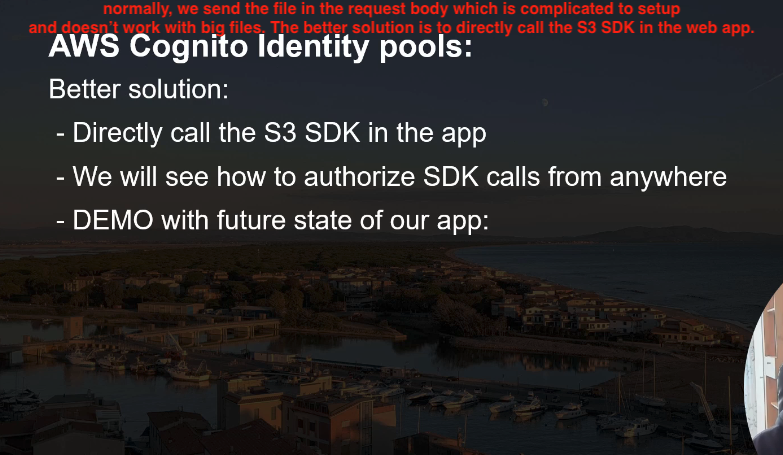 normally, we send the file in the request body which is complicated to setup
and doesn't work with big files. The better solution is to directly call the S3 SDK in the web app.
AWS Cognito Identity pools:
Better solution:
- Directly call the S3 SDK in the app
- We will see how to authorize SDK calls from anywhere
- DEMO with future state of our app: